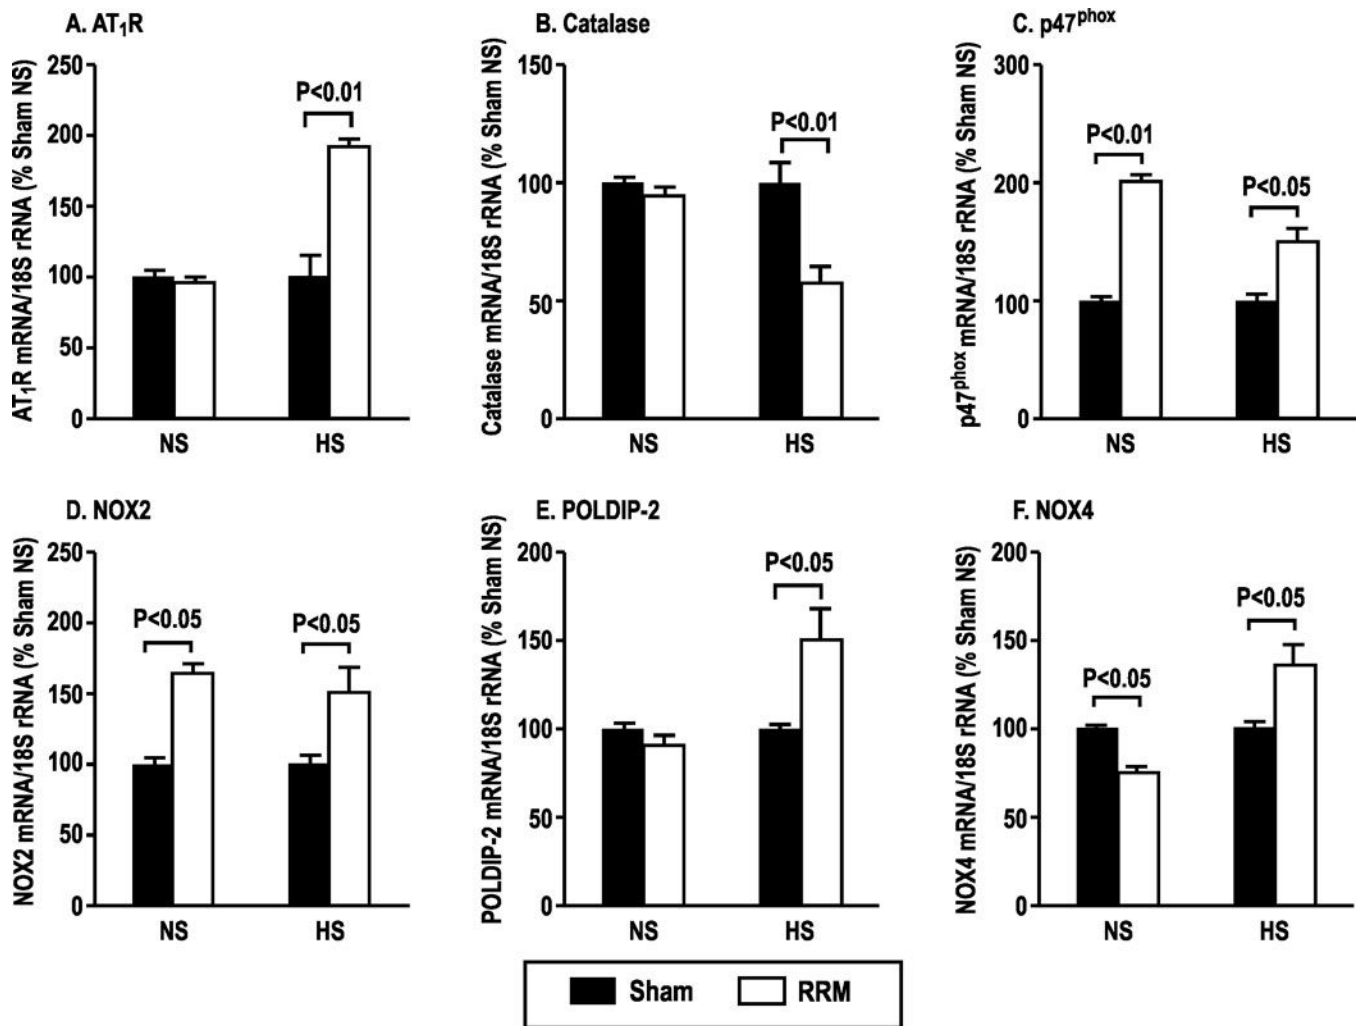 A. AT₁R
AT₁R mRNA/18S rRNA (% Sham NS)
250
200
150
100
50
0
P<0.01
NS HS
B. Catalase
Catalase mRNA/18S rRNA (% Sham NS)
150
100
50
0
P<0.01
NS HS
C. p47ᵖʰᵒˣ
p47ᵖʰᵒˣ mRNA/18S rRNA (% Sham NS)
300
200
100
0
P<0.01
P<0.05
NS HS
D. NOX2
NOX2 mRNA/18S rRNA (% Sham NS)
250
200
150
100
50
0
P<0.05
P<0.05
NS HS
E. POLDIP-2
POLDIP-2 mRNA/18S rRNA (% Sham NS)
200
150
100
50
0
P<0.05
NS HS
F. NOX4
NOX4 mRNA/18S rRNA (% Sham NS)
200
150
100
50
0
P<0.05
P<0.05
NS HS
Sham RRM